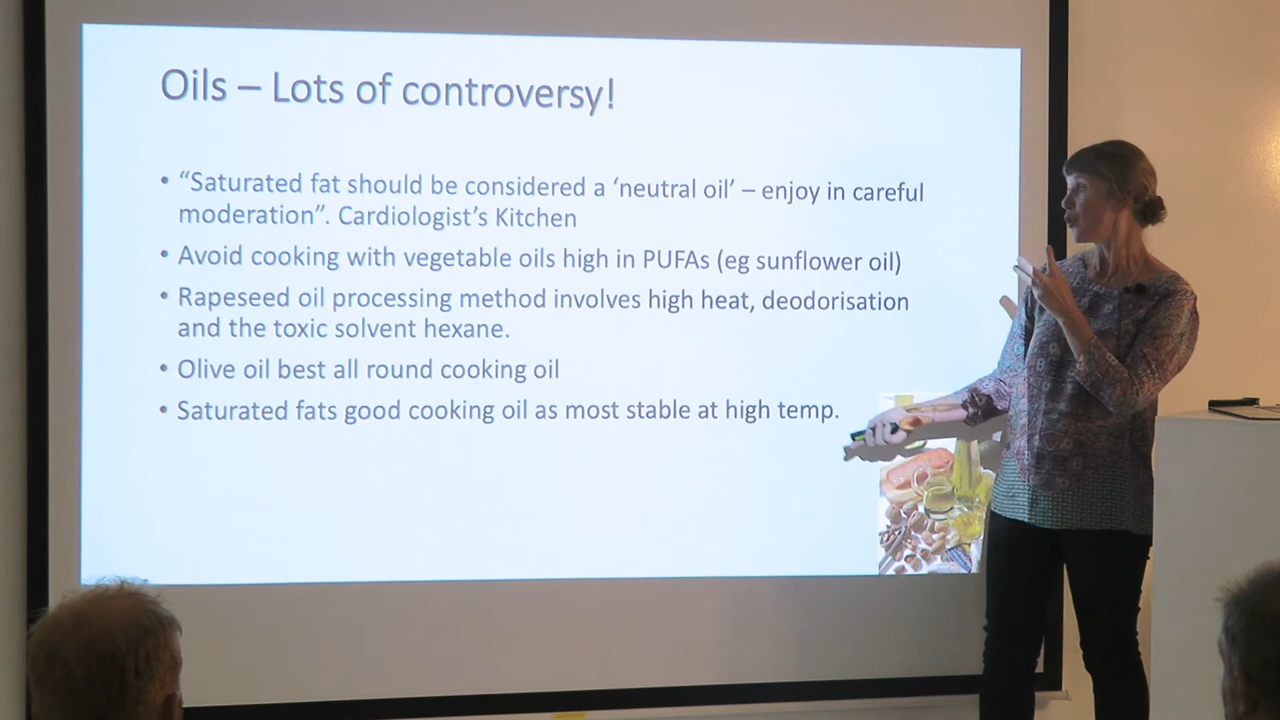 Oils – Lots of controversy!
• “Saturated fat should be considered a ‘neutral oil’ – enjoy in careful
moderation”. Cardiologist’s Kitchen
• Avoid cooking with vegetable oils high in PUFAs (eg sunflower oil)
• Rapeseed oil processing method involves high heat, deodorisation
and the toxic solvent hexane.
• Olive oil best all round cooking oil
• Saturated fats good cooking oil as most stable at high temp.